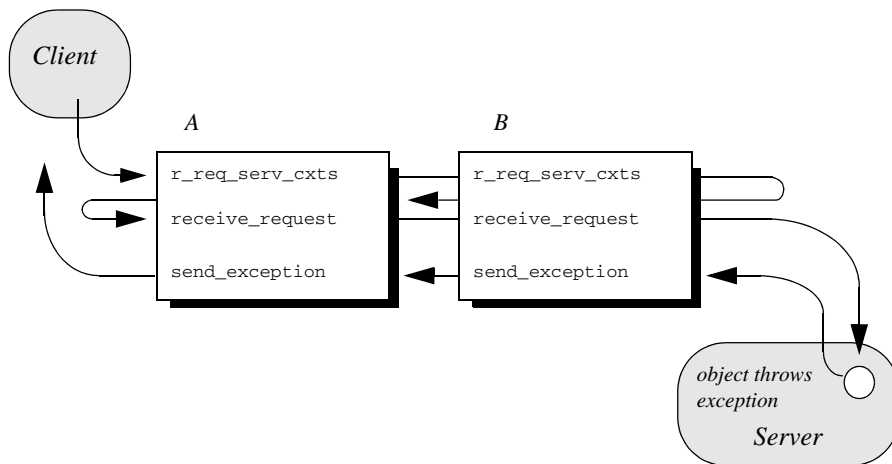 Client
A
B
r_req_serv_cxts
r_req_serv_cxts
receive_request
receive_request
send_exception
send_exception
object throws
exception
Server